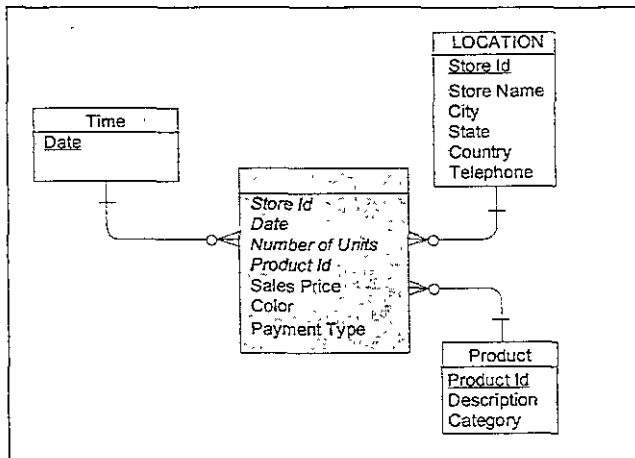 LOCATION
Store Id
Store Name
City
State
Country
Telephone
Time
Date
Store Id
Date
Number of Units
Product Id
Sales Price
Color
Payment Type
Product
Product Id
Description
Category